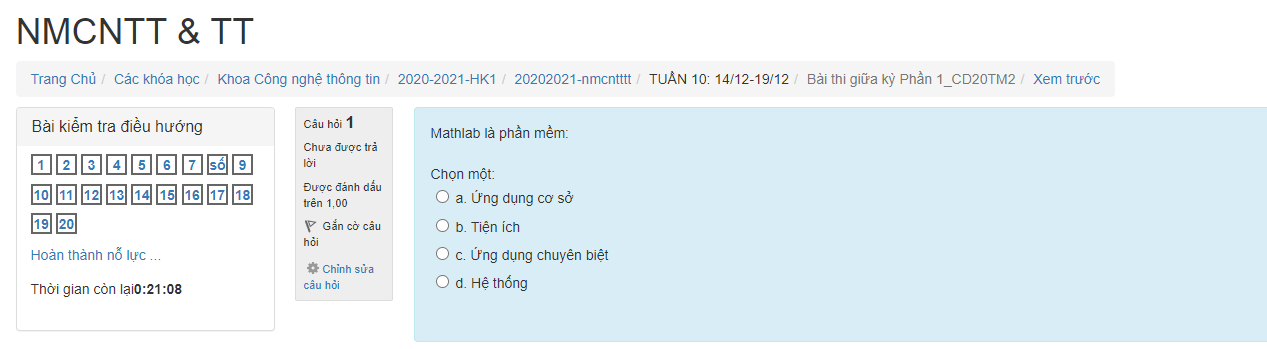 NMCNTT & TT
Trang Chủ / Các khóa học / Khoa Công nghệ thông tin / 2020-2021-HK1 / 20202021-nmcntttt / TUẦN 10: 14/12-19/12 / Bài thi giữa kỳ Phần 1_CD20TM2 / Xem trước
Bài kiểm tra điều hướng
1 2 3 4 5 6 7 số 9
10 11 12 13 14 15 16 17 18
19 20
Hoàn thành nỗ lực ...
Thời gian còn lại0:21:08
Câu hỏi 1
Chưa được trả
lời
Được đánh dấu
trên 1,00
Gắn cờ câu
hỏi
Chỉnh sửa
câu hỏi
Mathlab là phần mềm:
Chọn một:
a. Ứng dụng cơ sở
b. Tiện ích
c. Ứng dụng chuyên biệt
d. Hệ thống